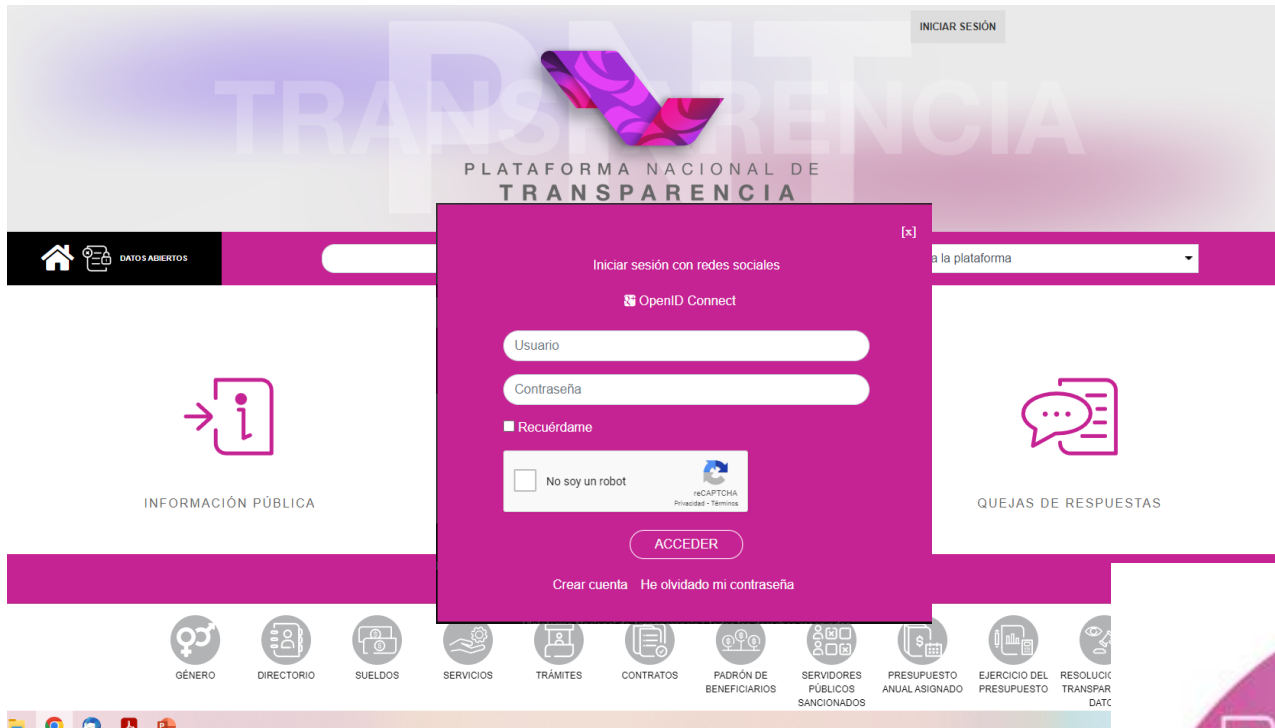 INICIAR SESIÓN
PNT
TRANSPARENCIA
PLATAFORMA NACIONAL DE
TRANSPARENCIA
[x]
DATOS ABIERTOS
Iniciar sesión con redes sociales
a la plataforma
OpenID Connect
Usuario
Contraseña
Recuérdame
No soy un robot
reCAPTCHA
Privacidad - Términos
INFORMACIÓN PÚBLICA
QUEJAS DE RESPUESTAS
ACCEDER
Crear cuenta He olvidado mi contraseña
GÉNERO
DIRECTORIO
SUELDOS
SERVICIOS
TRÁMITES
CONTRATOS
PADRÓN DE
BENEFICIARIOS
SERVIDORES
PÚBLICOS
SANCIONADOS
PRESUPUESTO
ANUAL ASIGNADO
EJERCICIO DEL
PRESUPUESTO